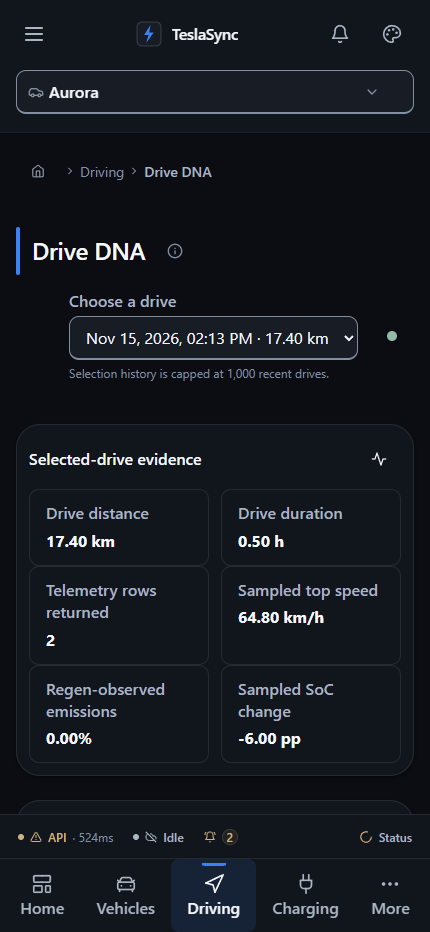 TeslaSync
Aurora
Driving
Drive DNA
Drive DNA
Choose a drive
Nov 15, 2026, 02:13 PM · 17.40 km
Selection history is capped at 1,000 recent drives.
Selected-drive evidence
Drive distance
17.40 km
Drive duration
0.50 h
Telemetry rows
returned
2
Sampled top speed
64.80 km/h
Regen-observed
emissions
0.00%
Sampled SoC
change
-6.00 pp
API · 524ms
Idle
2
Status
Home
Vehicles
Driving
Charging
More